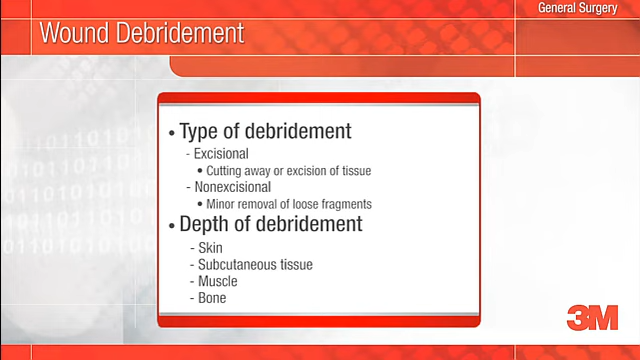 General Surgery
Wound Debridement
• Type of debridement
- Excisional
• Cutting away or excision of tissue
- Nonexcisional
• Minor removal of loose fragments
• Depth of debridement
- Skin
- Subcutaneous tissue
- Muscle
- Bone
3M